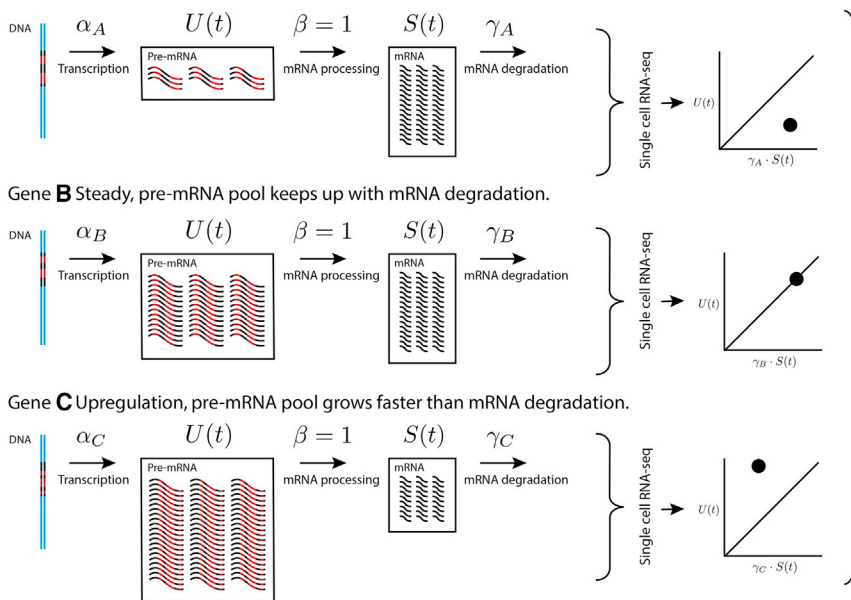 DNA
α_A
U(t)
β = 1
S(t)
γ_A
Transcription
Pre-mRNA
mRNA processing
mRNA
mRNA degradation
Single cell RNA-seq
U(t)
γ_A · S(t)
Gene B Steady, pre-mRNA pool keeps up with mRNA degradation.
DNA
α_B
U(t)
β = 1
S(t)
γ_B
Transcription
Pre-mRNA
mRNA processing
mRNA
mRNA degradation
Single cell RNA-seq
U(t)
γ_B · S(t)
Gene C Upregulation, pre-mRNA pool grows faster than mRNA degradation.
DNA
α_C
U(t)
β = 1
S(t)
γ_C
Transcription
Pre-mRNA
mRNA processing
mRNA
mRNA degradation
Single cell RNA-seq
U(t)
γ_C · S(t)